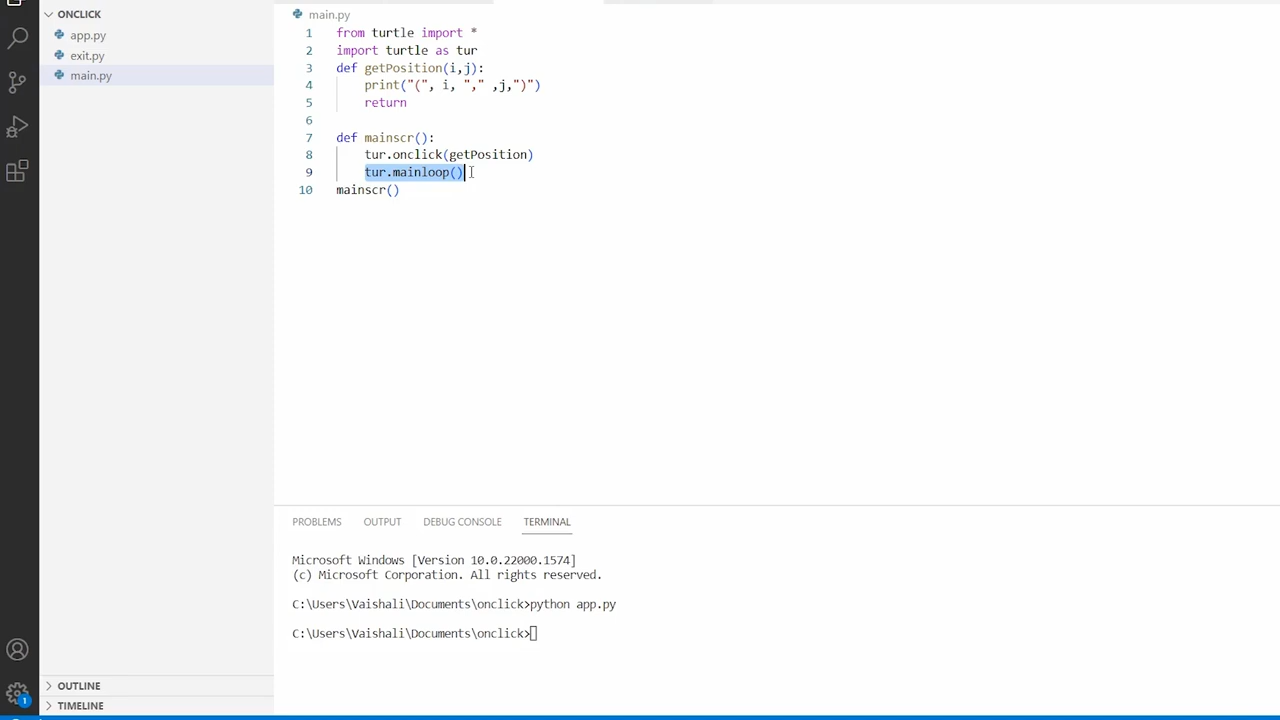 ONCLICK
app.py
exit.py
main.py
OUTLINE
TIMELINE
1
main.py
1 from turtle import *
2 import turtle as tur
3 def getPosition(i,j):
4 print("(", i, "," ,j,")")
5 return
6
7 def mainscr():
8 tur.onclick(getPosition)
9 tur.mainloop()
10 mainscr()
PROBLEMS OUTPUT DEBUG CONSOLE TERMINAL
Microsoft Windows [Version 10.0.22000.1574]
(c) Microsoft Corporation. All rights reserved.
C:\Users\Vaishali\Documents\onclick>python app.py
C:\Users\Vaishali\Documents\onclick>